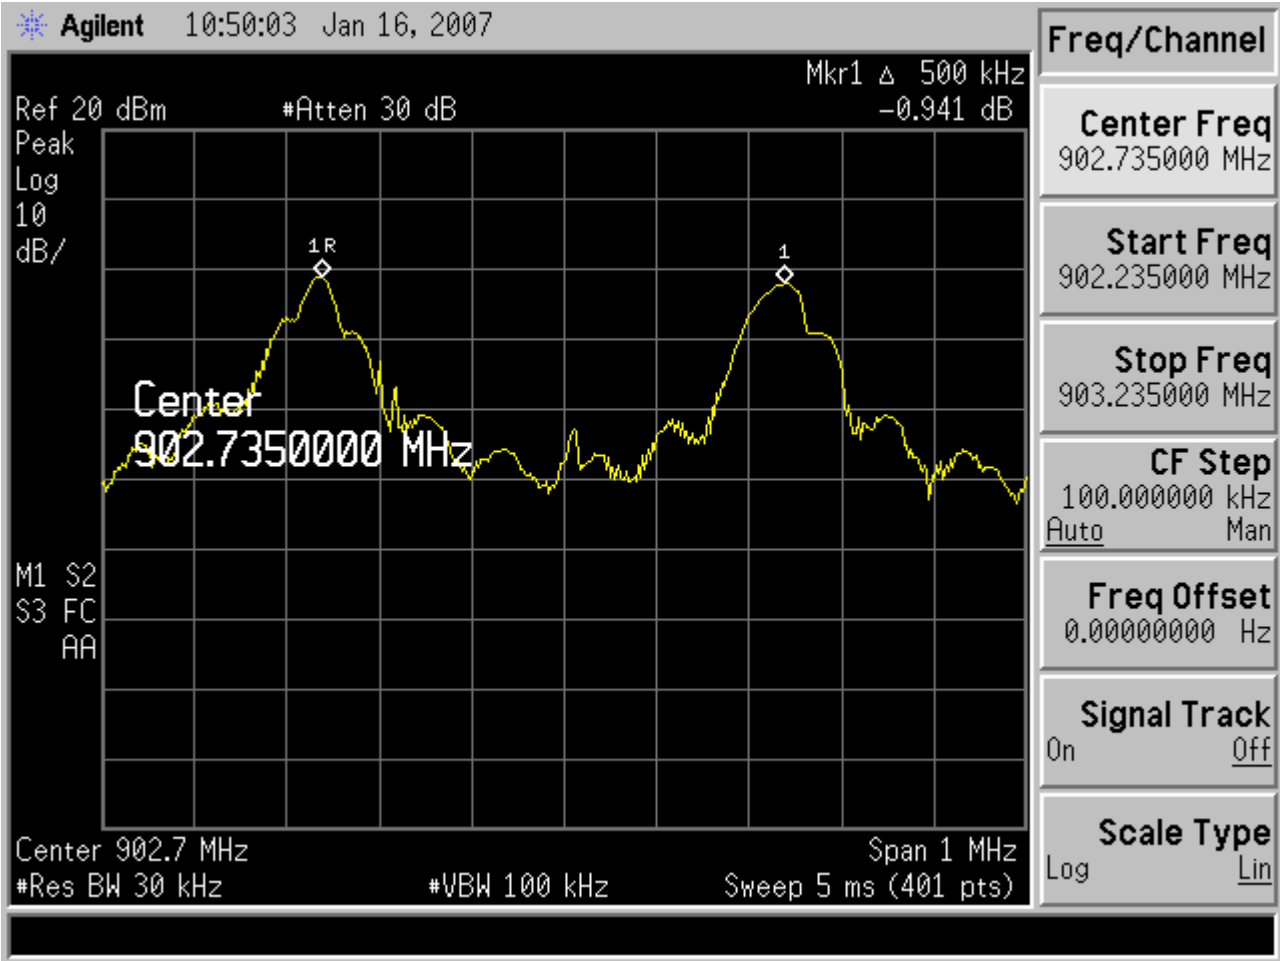 Agilent 10:50:03 Jan 16, 2007
Mkr1 Δ 500 kHz
Ref 20 dBm #Atten 30 dB -0.941 dB
Peak
Log
10
dB/
1R
1
Center
902.7350000 MHz
M1 S2
S3 FC
AA
Center 902.7 MHz Span 1 MHz
#Res BW 30 kHz #VBW 100 kHz Sweep 5 ms (401 pts)
Freq/Channel
Center Freq
902.735000 MHz
Start Freq
902.235000 MHz
Stop Freq
903.235000 MHz
CF Step
100.000000 kHz
Auto Man
Freq Offset
0.00000000 Hz
Signal Track
On Off
Scale Type
Log Lin